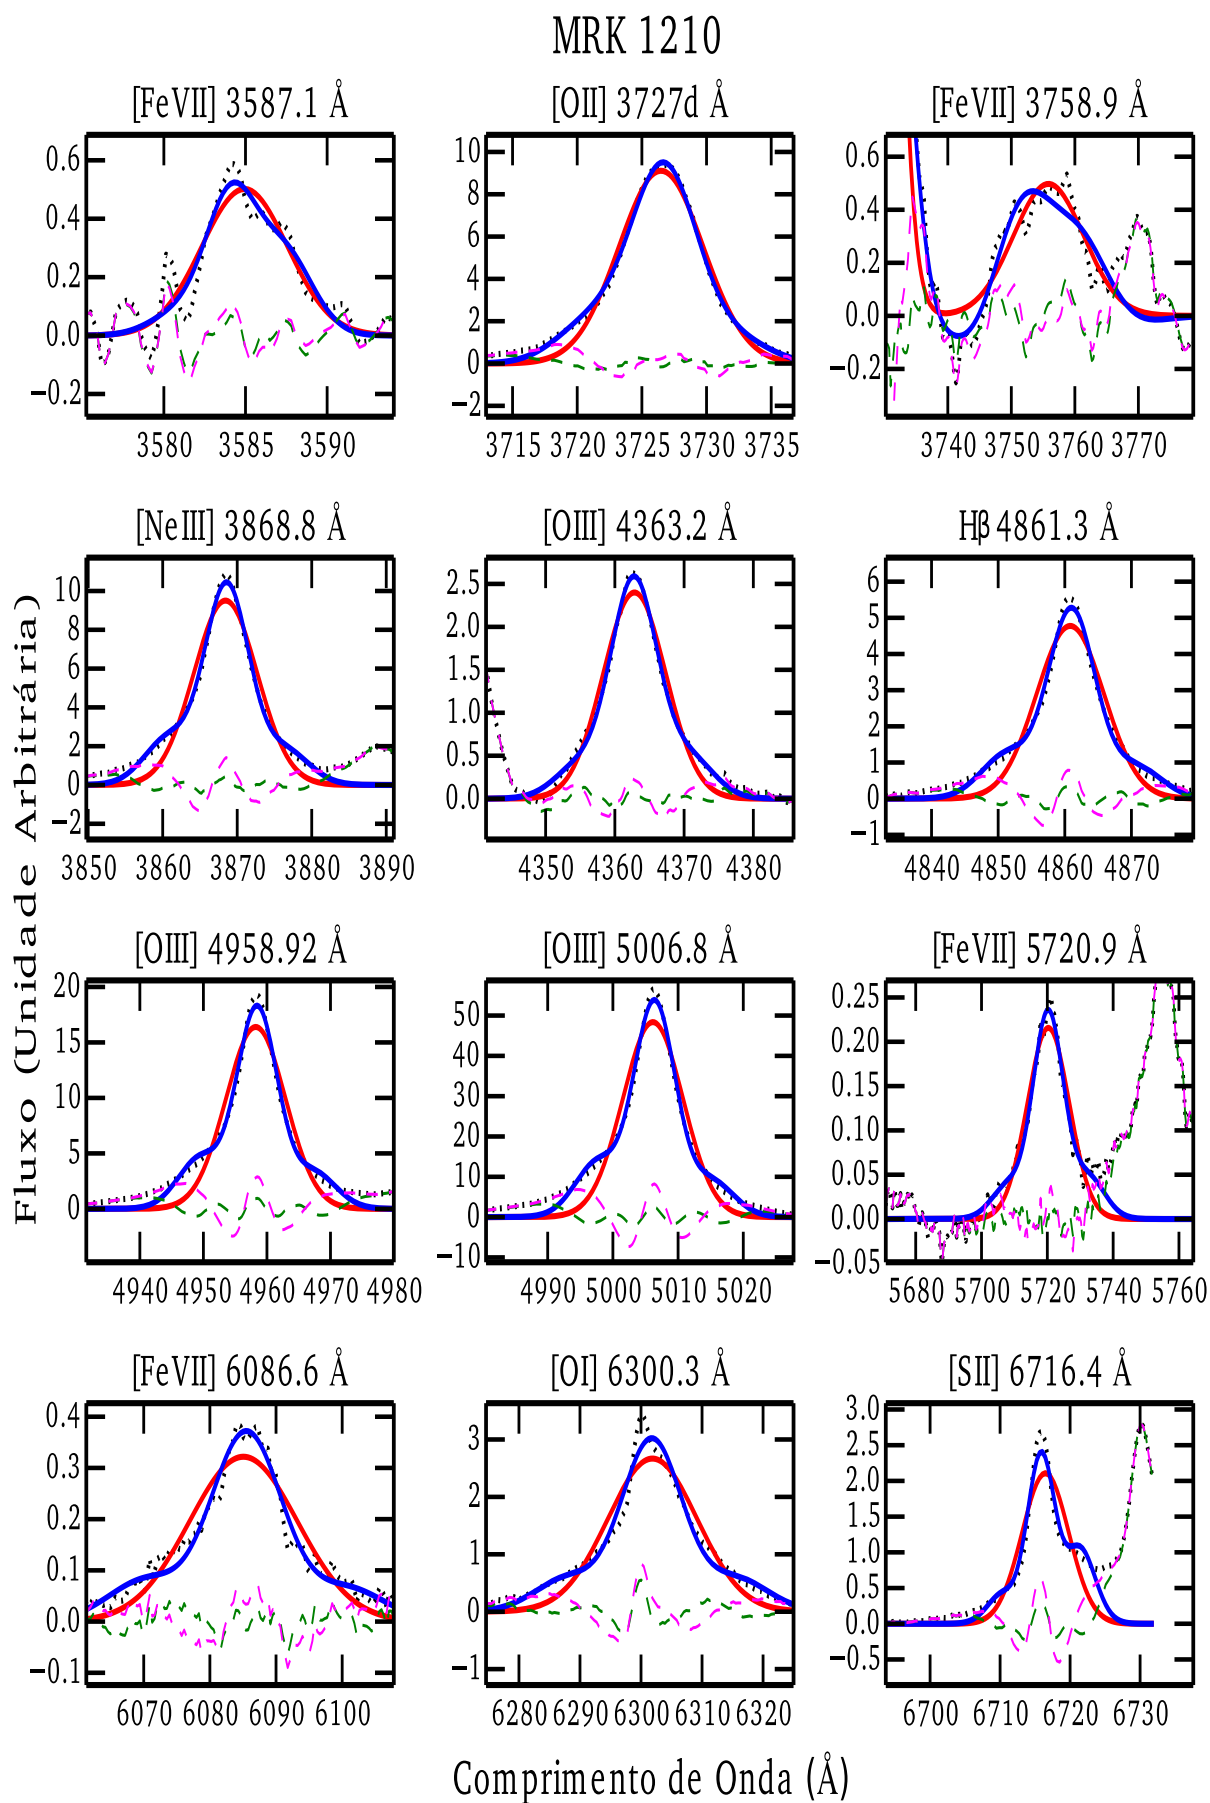 MRK 1210
[FeVII] 3587.1 Å
[OII] 3727d Å
[FeVII] 3758.9 Å
0.6
0.4
0.2
0.0
−0.2
3580 3585 3590
10
8
6
4
2
0
−2
3715 3720 3725 3730 3735
0.6
0.4
0.2
0.0
−0.2
3740 3750 3760 3770
[NeIII] 3868.8 Å
[OIII] 4363.2 Å
Hβ 4861.3 Å
10
8
6
4
2
0
−2
3850 3860 3870 3880 3890
2.5
2.0
1.5
1.0
0.5
0.0
4350 4360 4370 4380
6
5
4
3
2
1
0
−1
4840 4850 4860 4870
Fluxo (Unidade Arbitrária)
[OIII] 4958.92 Å
[OIII] 5006.8 Å
[FeVII] 5720.9 Å
20
15
10
5
0
4940 4950 4960 4970 4980
50
40
30
20
10
0
−10
4990 5000 5010 5020
0.25
0.20
0.15
0.10
0.05
0.00
−0.05
5680 5700 5720 5740 5760
[FeVII] 6086.6 Å
[OI] 6300.3 Å
[SII] 6716.4 Å
0.4
0.3
0.2
0.1
0.0
−0.1
6070 6080 6090 6100
3
2
1
0
−1
6280 6290 6300 6310 6320
3.0
2.5
2.0
1.5
1.0
0.5
0.0
−0.5
6700 6710 6720 6730
Comprimento de Onda (Å)